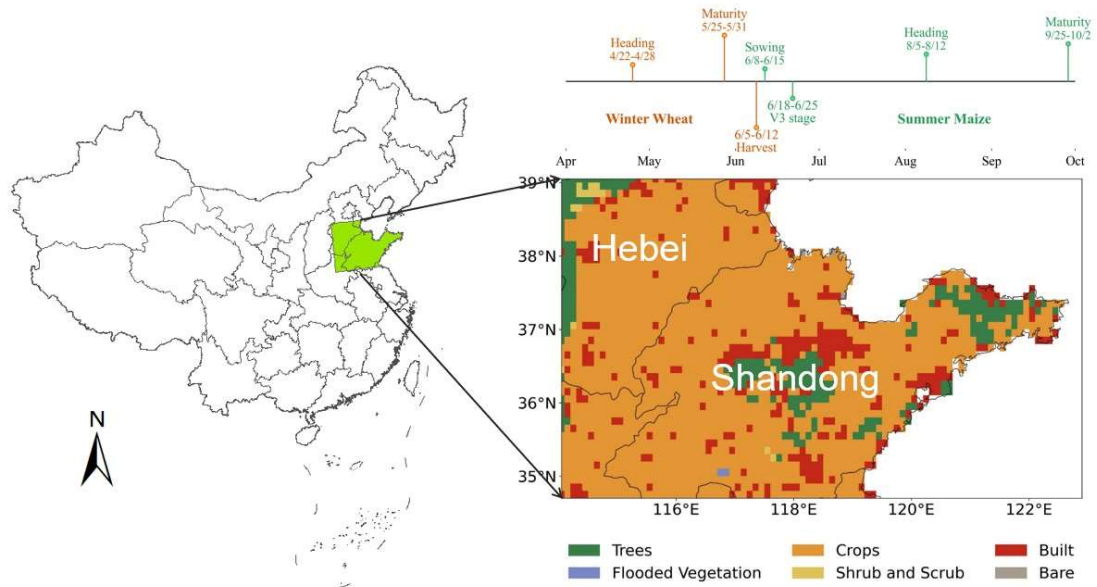 Maturity
5/25-5/31
Heading
4/22-4/28
Sowing
6/8-6/15
Heading
8/5-8/12
Maturity
9/25-10/2
6/18-6/25
V3 stage
Winter Wheat
Summer Maize
6/5-6/12
Harvest
Apr May Jun Jul Aug Sep Oct
39°N
38°N
37°N
36°N
35°N
Hebei
Shandong
116°E 118°E 120°E 122°E
N
Trees Crops Built
Flooded Vegetation Shrub and Scrub Bare